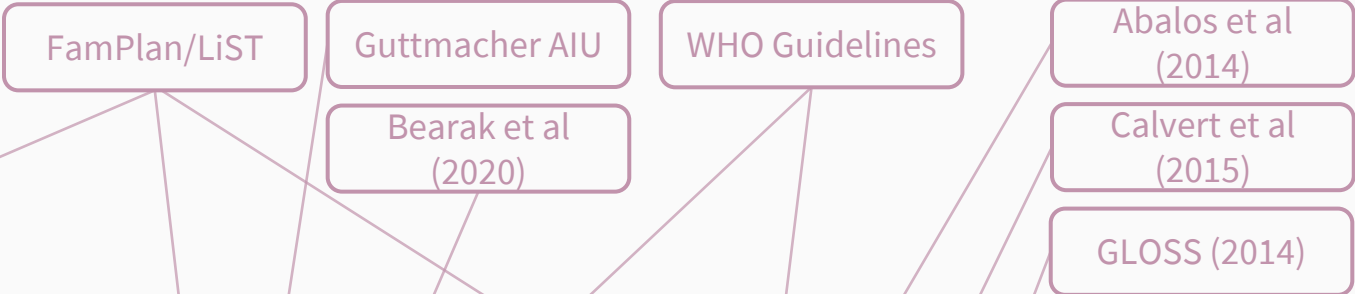 FamPlan/LiST
Guttmacher AIU
WHO Guidelines
Abalos et al
(2014)
Bearak et al
(2020)
Calvert et al
(2015)
GLOSS (2014)